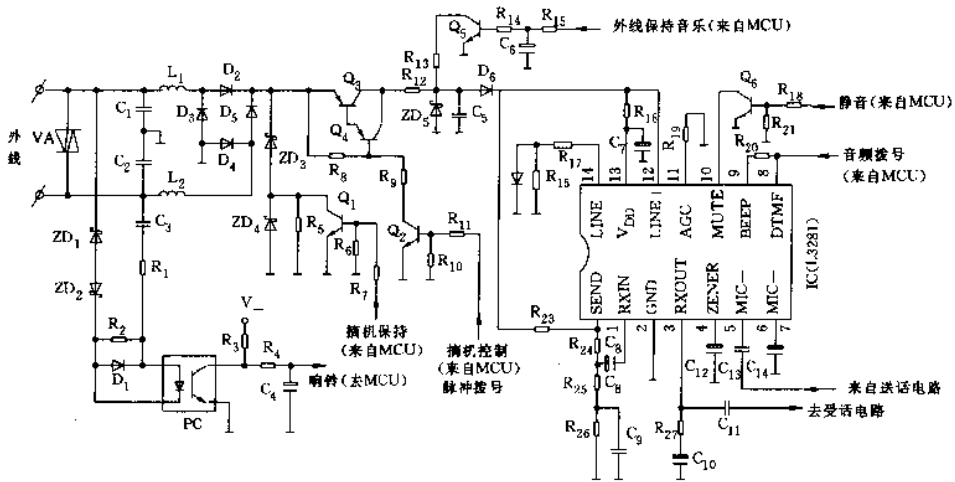 Q₅
R₁₄
R₁₅
外线保持音乐(来自MCU)
C₆
L₁
D₂
Q₃
R₁₃
R₁₂
D₆
Q₆
R₁₈
静音(来自MCU)
C₁
D₃
D₅
Q₄
ZD₅
C₅
R₁₆
R₁₉
R₂₁
外
线
VA
C₂
D₄
ZD₃
R₈
R₉
C₇
R₁₇
R₁₅
R₂₀
音频拨号
(来自MCU)
L₂
14
13
12
11
10
9
8
LINE
V_DD
LINE
AGC
MUTE
BEEP
DTMF
IC(L3281)
C₃
ZD₁
ZD₄
R₅
Q₁
R₆
Q₂
R₁₁
R₁₀
SEND
RXIN
GND
RXOUT
ZENER
MIC-
MIC-
ZD₂
R₁
R₇
R₂₃
1
2
3
4
5
6
7
R₂
V_
R₃
R₄
摘机保持
(来自MCU)
摘机控制
(来自MCU)
脉冲拨号
R₂₄
C₈
C₈
C₁₂
C₁₃
C₁₄
D₁
响铃(去MCU)
R₂₅
来自送话电路
C₄
PC
R₂₆
C₉
R₂₇
C₁₁
去受话电路
C₁₀